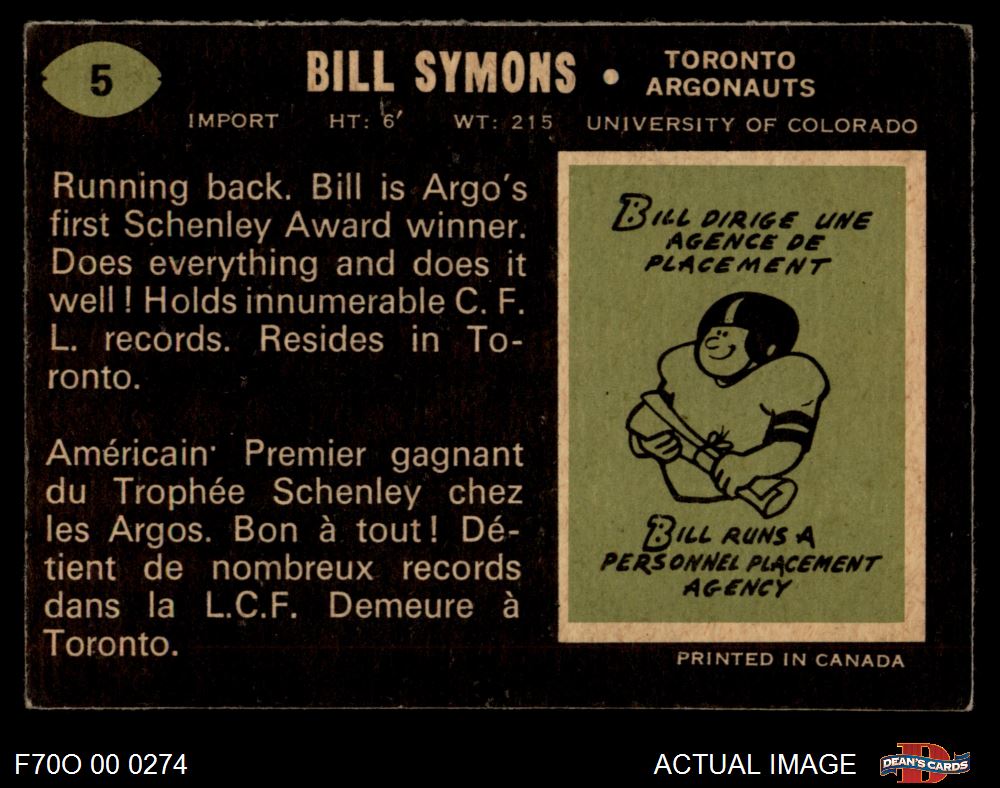 5
BILL SYMONS • TORONTO
ARGONAUTS
IMPORT HT: 6' WT: 215 UNIVERSITY OF COLORADO
Running back. Bill is Argo's
first Schenley Award winner.
Does everything and does it
well ! Holds innumerable C. F.
L. records. Resides in To-
ronto.
Américain· Premier gagnant
du Trophée Schenley chez
les Argos. Bon à tout ! Dé-
tient de nombreux records
dans la L.C.F. Demeure à
Toronto.
BILL DIRIGE UNE
AGENCE DE
PLACEMENT
BILL RUNS A
PERSONNEL PLACEMENT
AGENCY
PRINTED IN CANADA
F70O 00 0274
ACTUAL IMAGE
D
DEAN'S CARDS